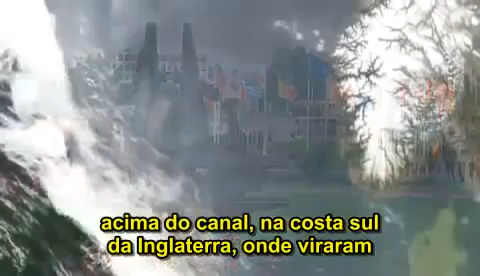 acima do canal, na costa sul
da Inglaterra, onde viraram